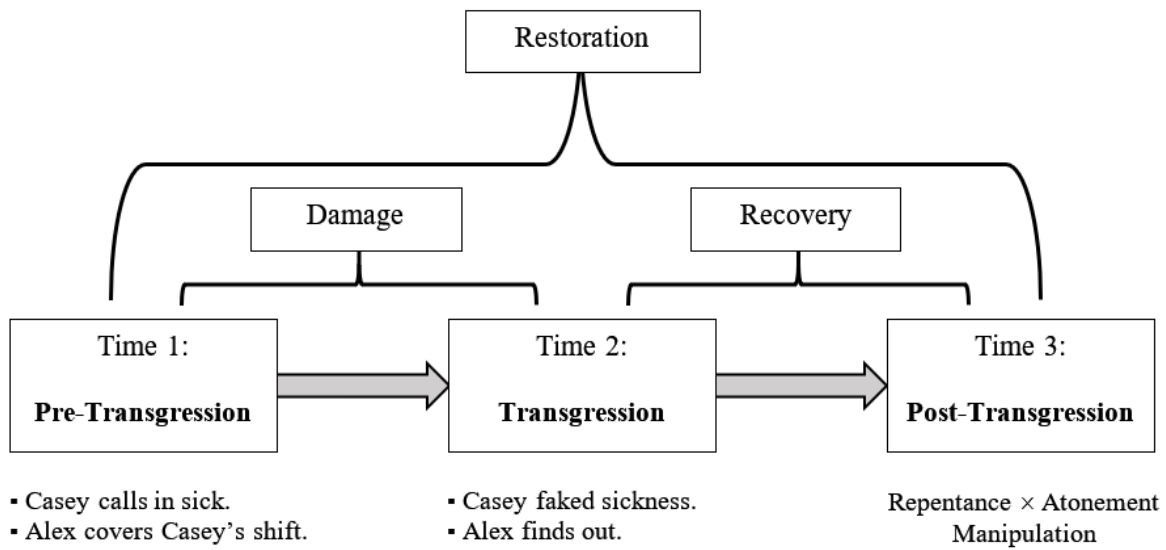 Restoration
Damage
Recovery
Time 1:
Pre-Transgression
Time 2:
Transgression
Time 3:
Post-Transgression
▪ Casey calls in sick.
▪ Alex covers Casey’s shift.
▪ Casey faked sickness.
▪ Alex finds out.
Repentance × Atonement
Manipulation